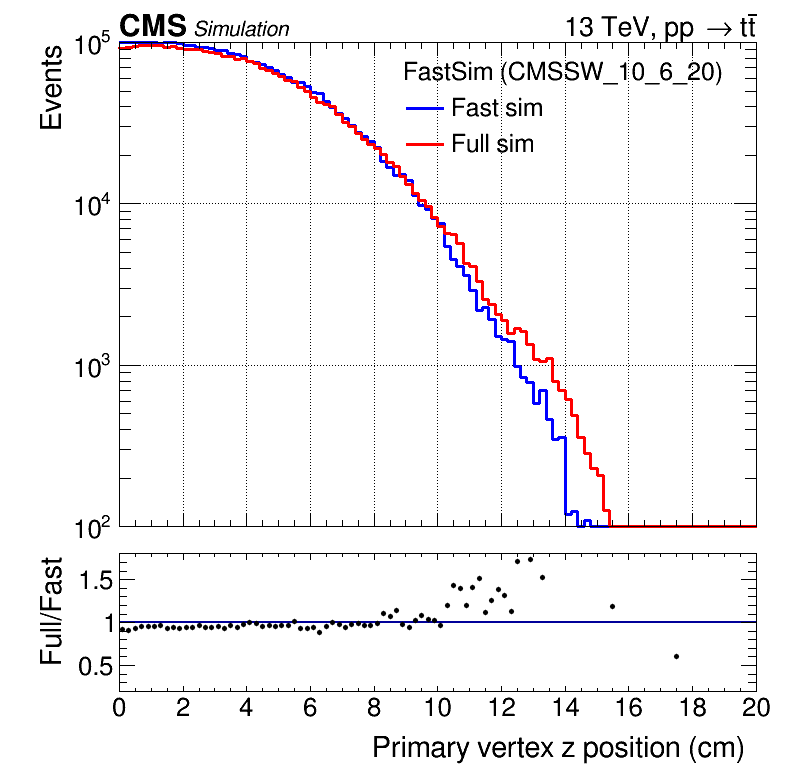 CMS Simulation 13 TeV, pp → tt̄
Events
FastSim (CMSSW_10_6_20)
Fast sim
Full sim
10⁵
10⁴
10³
10²
Full/Fast
1.5
1
0.5
0 2 4 6 8 10 12 14 16 18 20
Primary vertex z position (cm)